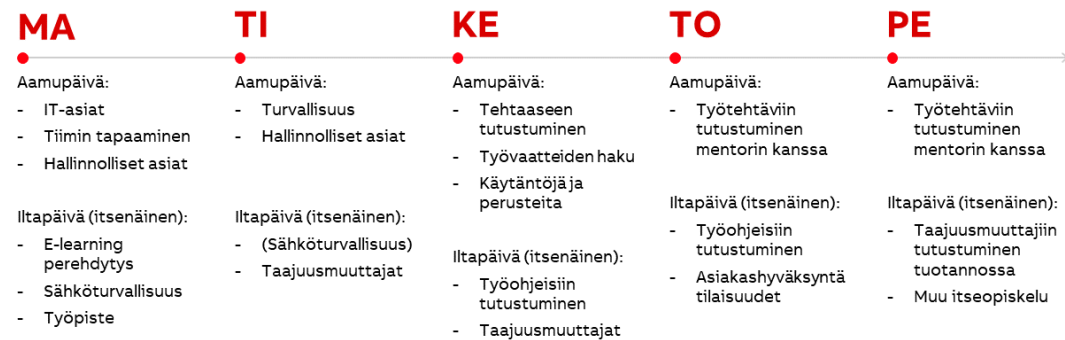 MA
Aamupäivä:
- IT-asiat
- Tiimin tapaaminen
- Hallinnolliset asiat
Iltapäivä (itsenäinen):
- E-learning
perehdytys
- Sähköturvallisuus
- Työpiste
TI
Aamupäivä:
- Turvallisuus
- Hallinnolliset asiat
Iltapäivä (itsenäinen):
- (Sähköturvallisuus)
- Taajuusmuuttajat
KE
Aamupäivä:
- Tehtaaseen
tutustuminen
- Työvaatteiden haku
- Käytäntöjä ja
perusteita
Iltapäivä (itsenäinen):
- Työohjeisiin
tutustuminen
- Taajuusmuuttajat
TO
Aamupäivä:
- Työtehtäviin
tutustuminen
mentorin kanssa
Iltapäivä (itsenäinen):
- Työohjeisiin
tutustuminen
- Asiakashyväksyntä
tilaisuudet
PE
Aamupäivä:
- Työtehtäviin
tutustuminen
mentorin kanssa
Iltapäivä (itsenäinen):
- Taajuusmuuttajiin
tutustuminen
tuotannossa
- Muu itseopiskelu